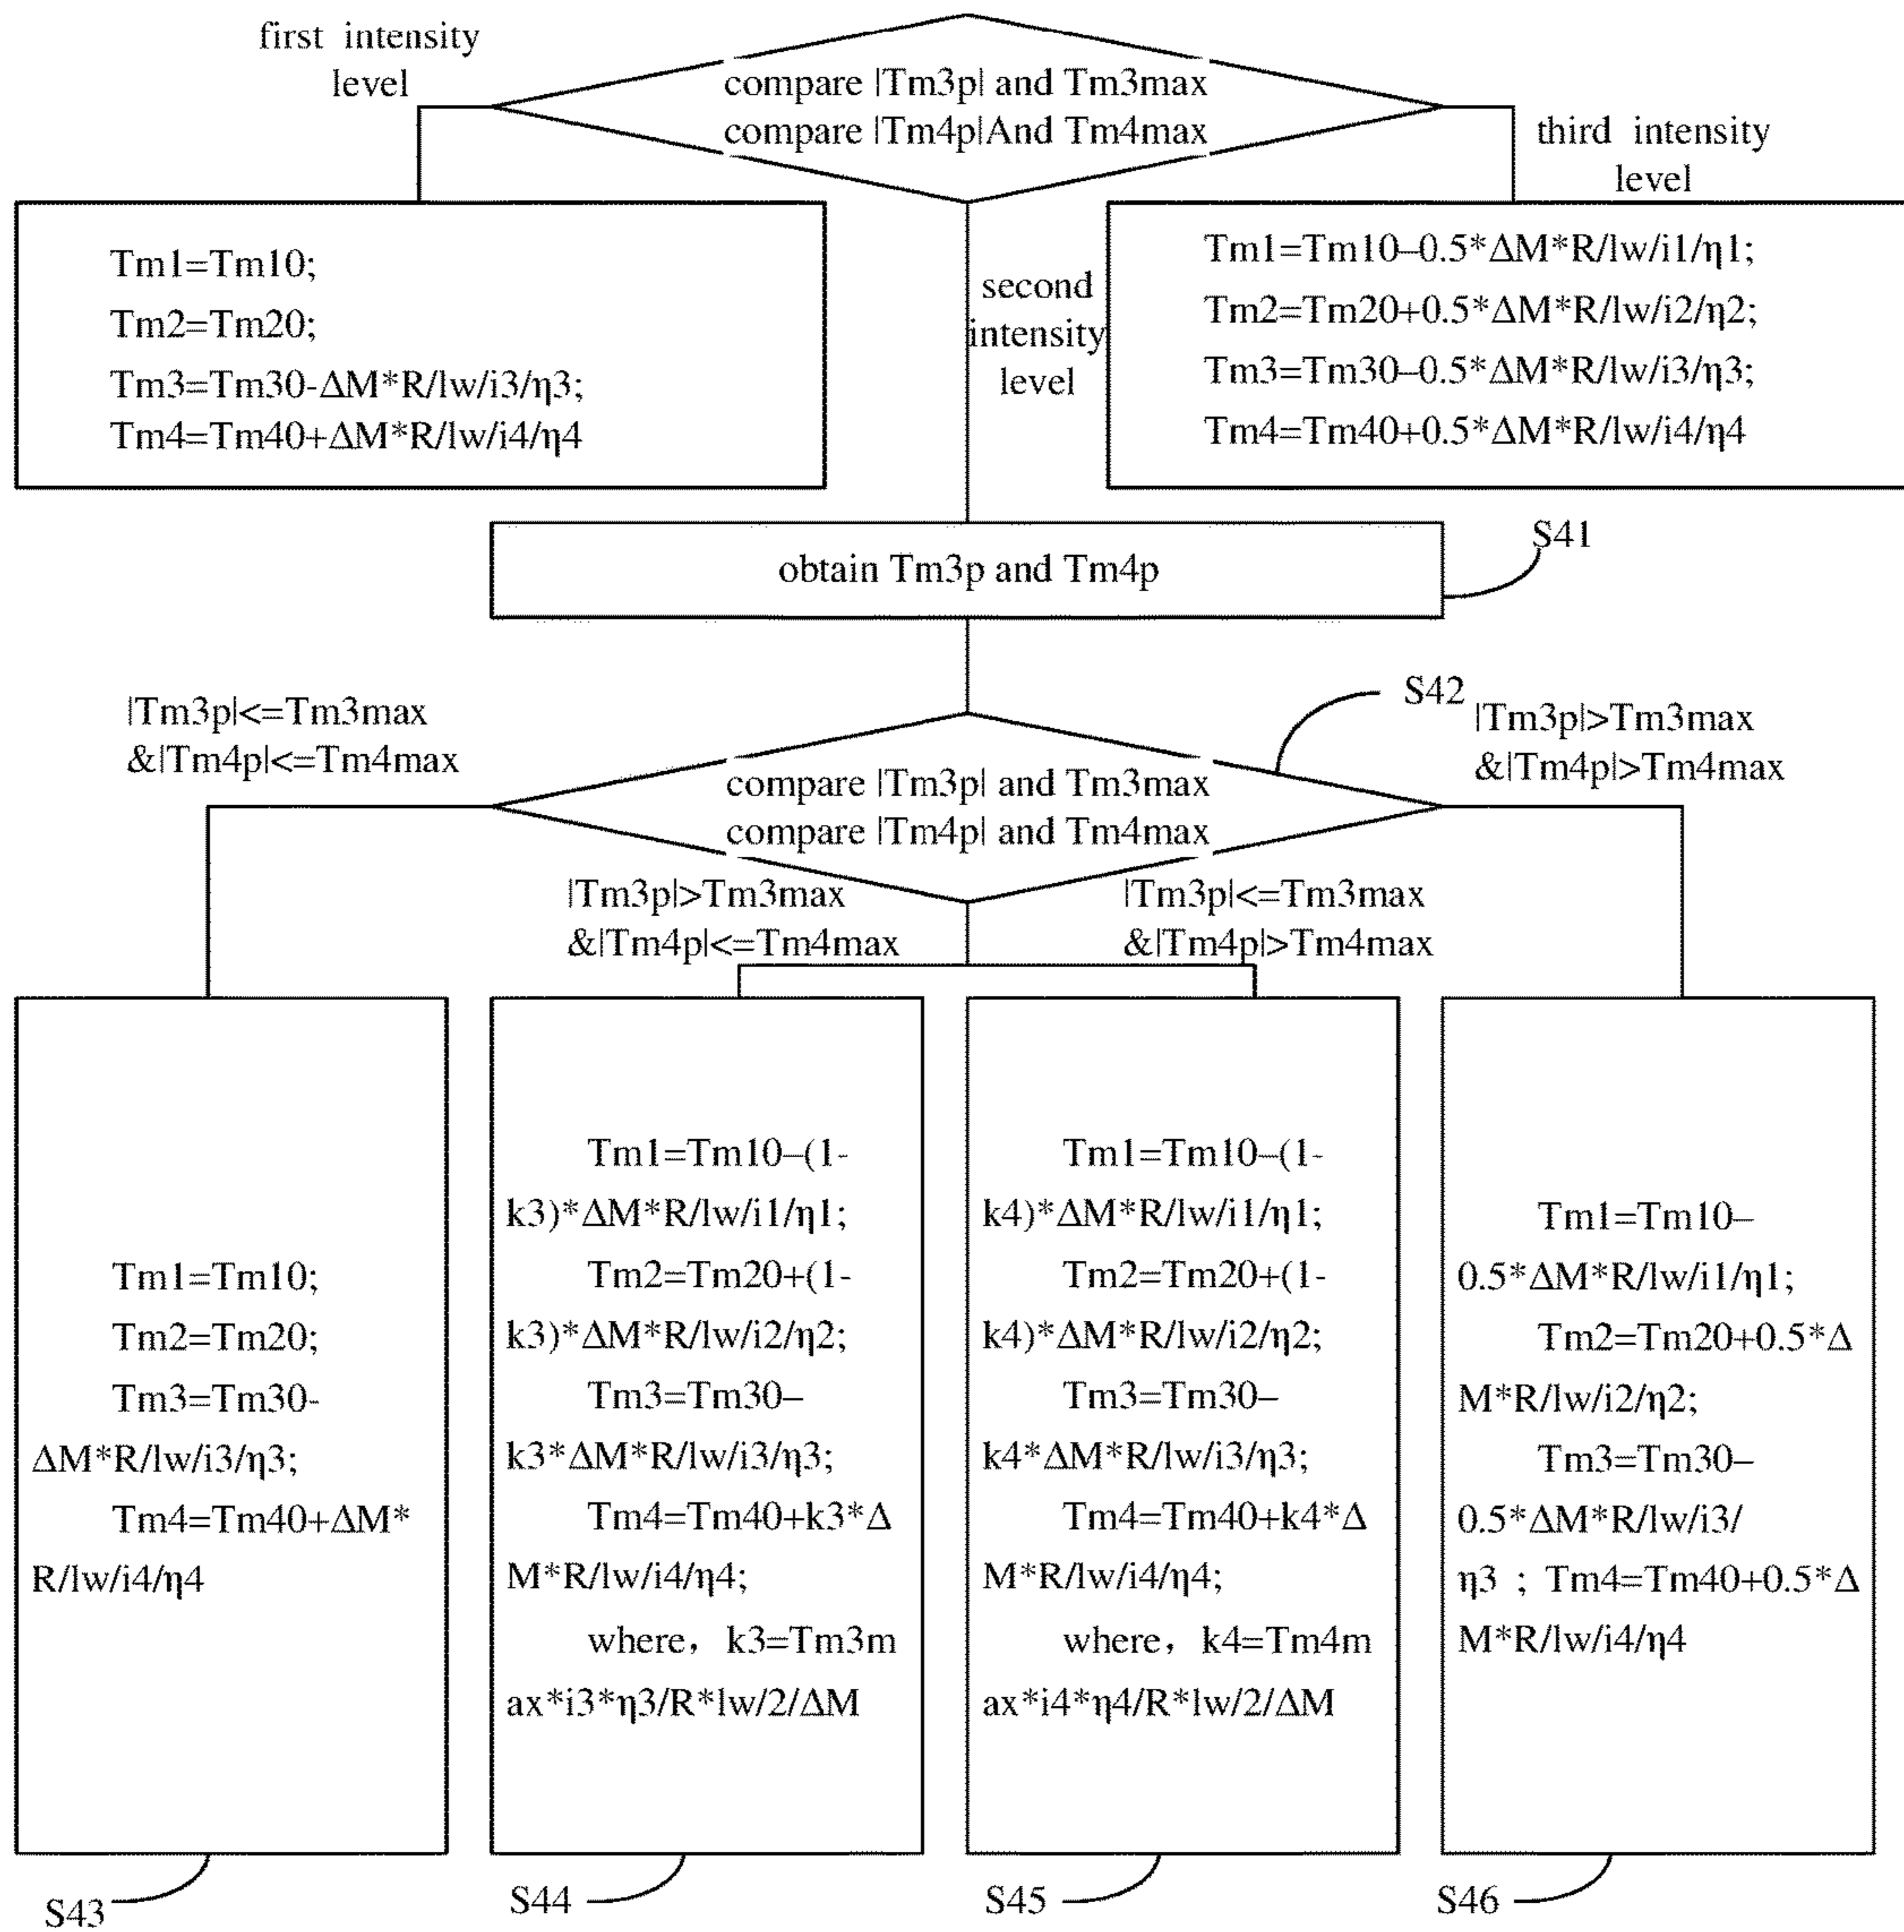 first intensity
level
compare |Tm3p| and Tm3max
compare |Tm4p|And Tm4max
third intensity
level
Tm1=Tm10;
Tm2=Tm20;
Tm3=Tm30-ΔM*R/lw/i3/η3;
Tm4=Tm40+ΔM*R/lw/i4/η4
second
intensity
level
Tm1=Tm10–0.5*ΔM*R/lw/i1/η1;
Tm2=Tm20+0.5*ΔM*R/lw/i2/η2;
Tm3=Tm30–0.5*ΔM*R/lw/i3/η3;
Tm4=Tm40+0.5*ΔM*R/lw/i4/η4
obtain Tm3p and Tm4p
S41
|Tm3p|<=Tm3max
&|Tm4p|<=Tm4max
S42
|Tm3p|>Tm3max
&|Tm4p|>Tm4max
compare |Tm3p| and Tm3max
compare |Tm4p| and Tm4max
|Tm3p|>Tm3max
&|Tm4p|<=Tm4max
|Tm3p|<=Tm3max
&|Tm4p|>Tm4max
Tm1=Tm10;
Tm2=Tm20;
Tm3=Tm30-
ΔM*R/lw/i3/η3;
Tm4=Tm40+ΔM*
R/lw/i4/η4
Tm1=Tm10–(1-
k3)*ΔM*R/lw/i1/η1;
Tm2=Tm20+(1-
k3)*ΔM*R/lw/i2/η2;
Tm3=Tm30–
k3*ΔM*R/lw/i3/η3;
Tm4=Tm40+k3*Δ
M*R/lw/i4/η4;
where, k3=Tm3m
ax*i3*η3/R*lw/2/ΔM
Tm1=Tm10–(1-
k4)*ΔM*R/lw/i1/η1;
Tm2=Tm20+(1-
k4)*ΔM*R/lw/i2/η2;
Tm3=Tm30–
k4*ΔM*R/lw/i3/η3;
Tm4=Tm40+k4*Δ
M*R/lw/i4/η4;
where, k4=Tm4m
ax*i4*η4/R*lw/2/ΔM
Tm1=Tm10–
0.5*ΔM*R/lw/i1/η1;
Tm2=Tm20+0.5*Δ
M*R/lw/i2/η2;
Tm3=Tm30–
0.5*ΔM*R/lw/i3/
η3 ; Tm4=Tm40+0.5*Δ
M*R/lw/i4/η4
S43
S44
S45
S46